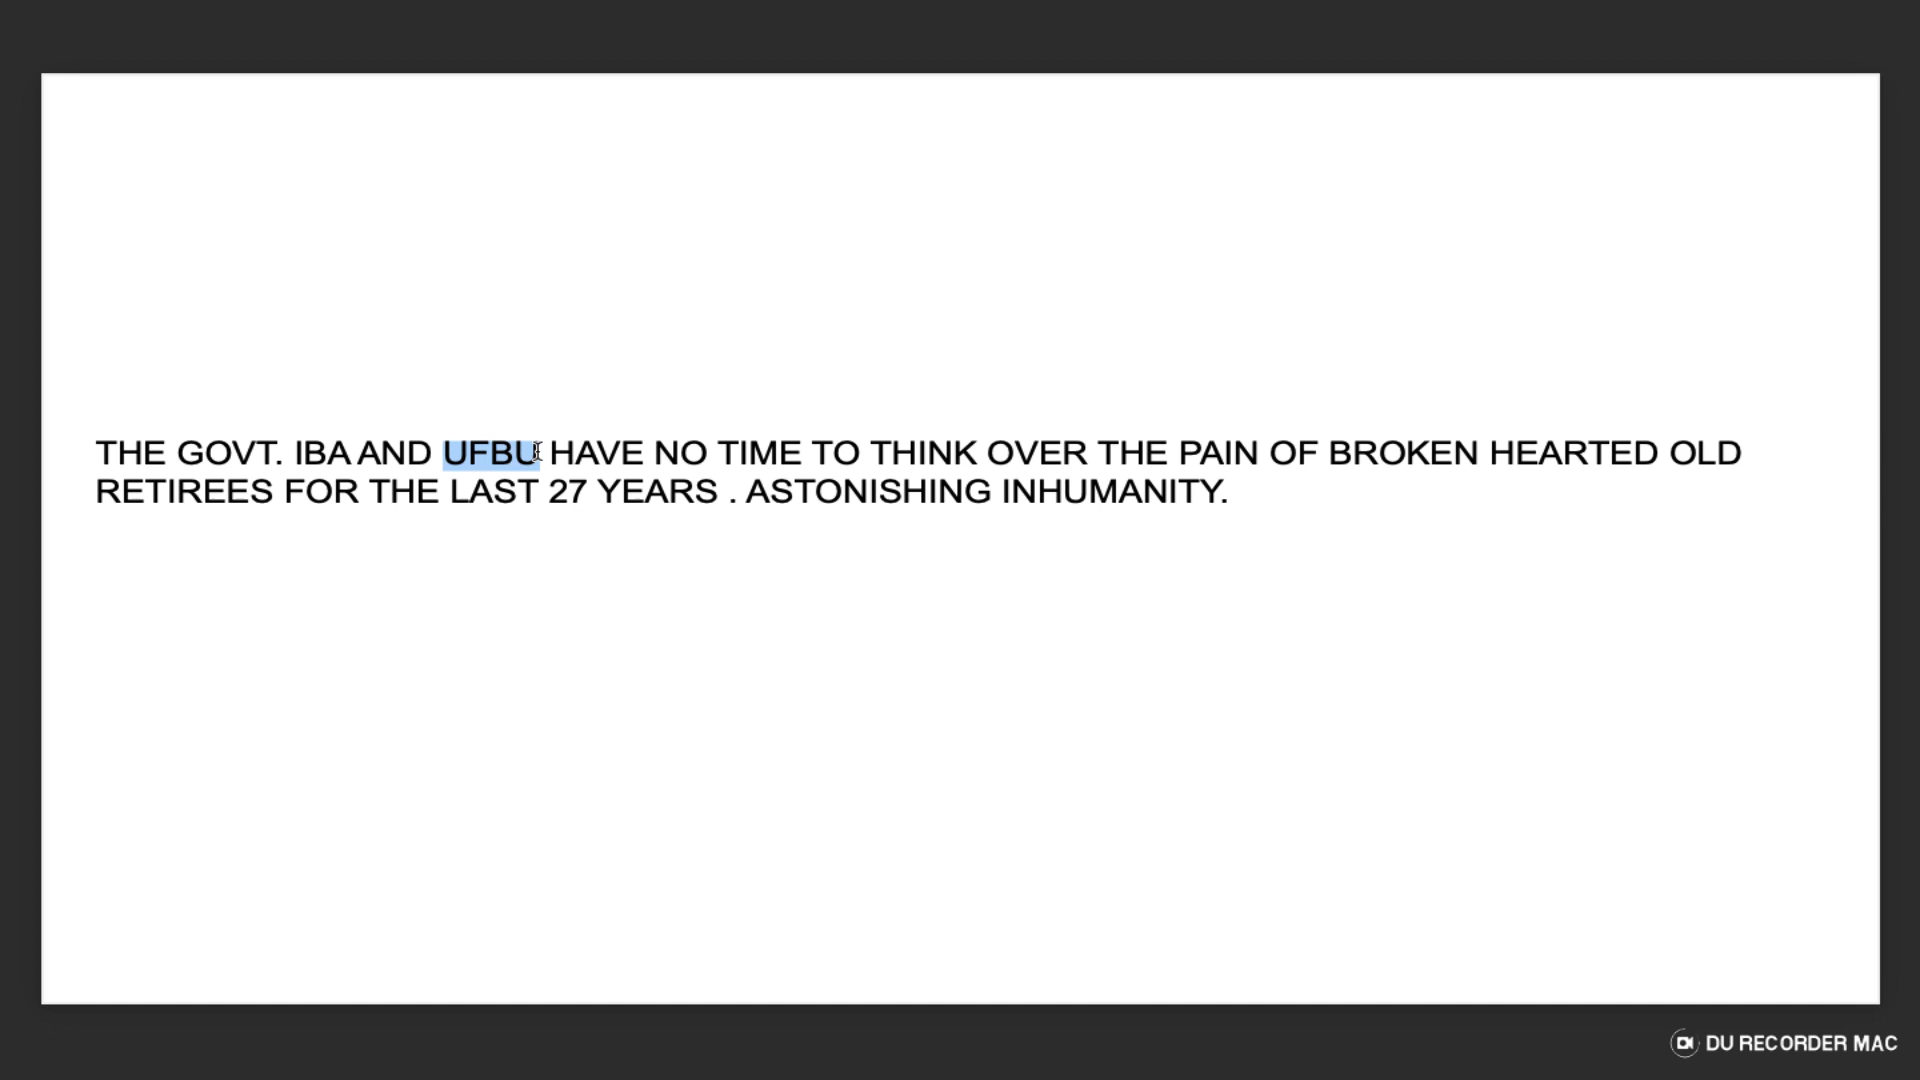 THE GOVT. IBA AND UFBU HAVE NO TIME TO THINK OVER THE PAIN OF BROKEN HEARTED OLD
RETIREES FOR THE LAST 27 YEARS . ASTONISHING INHUMANITY.
DU RECORDER MAC